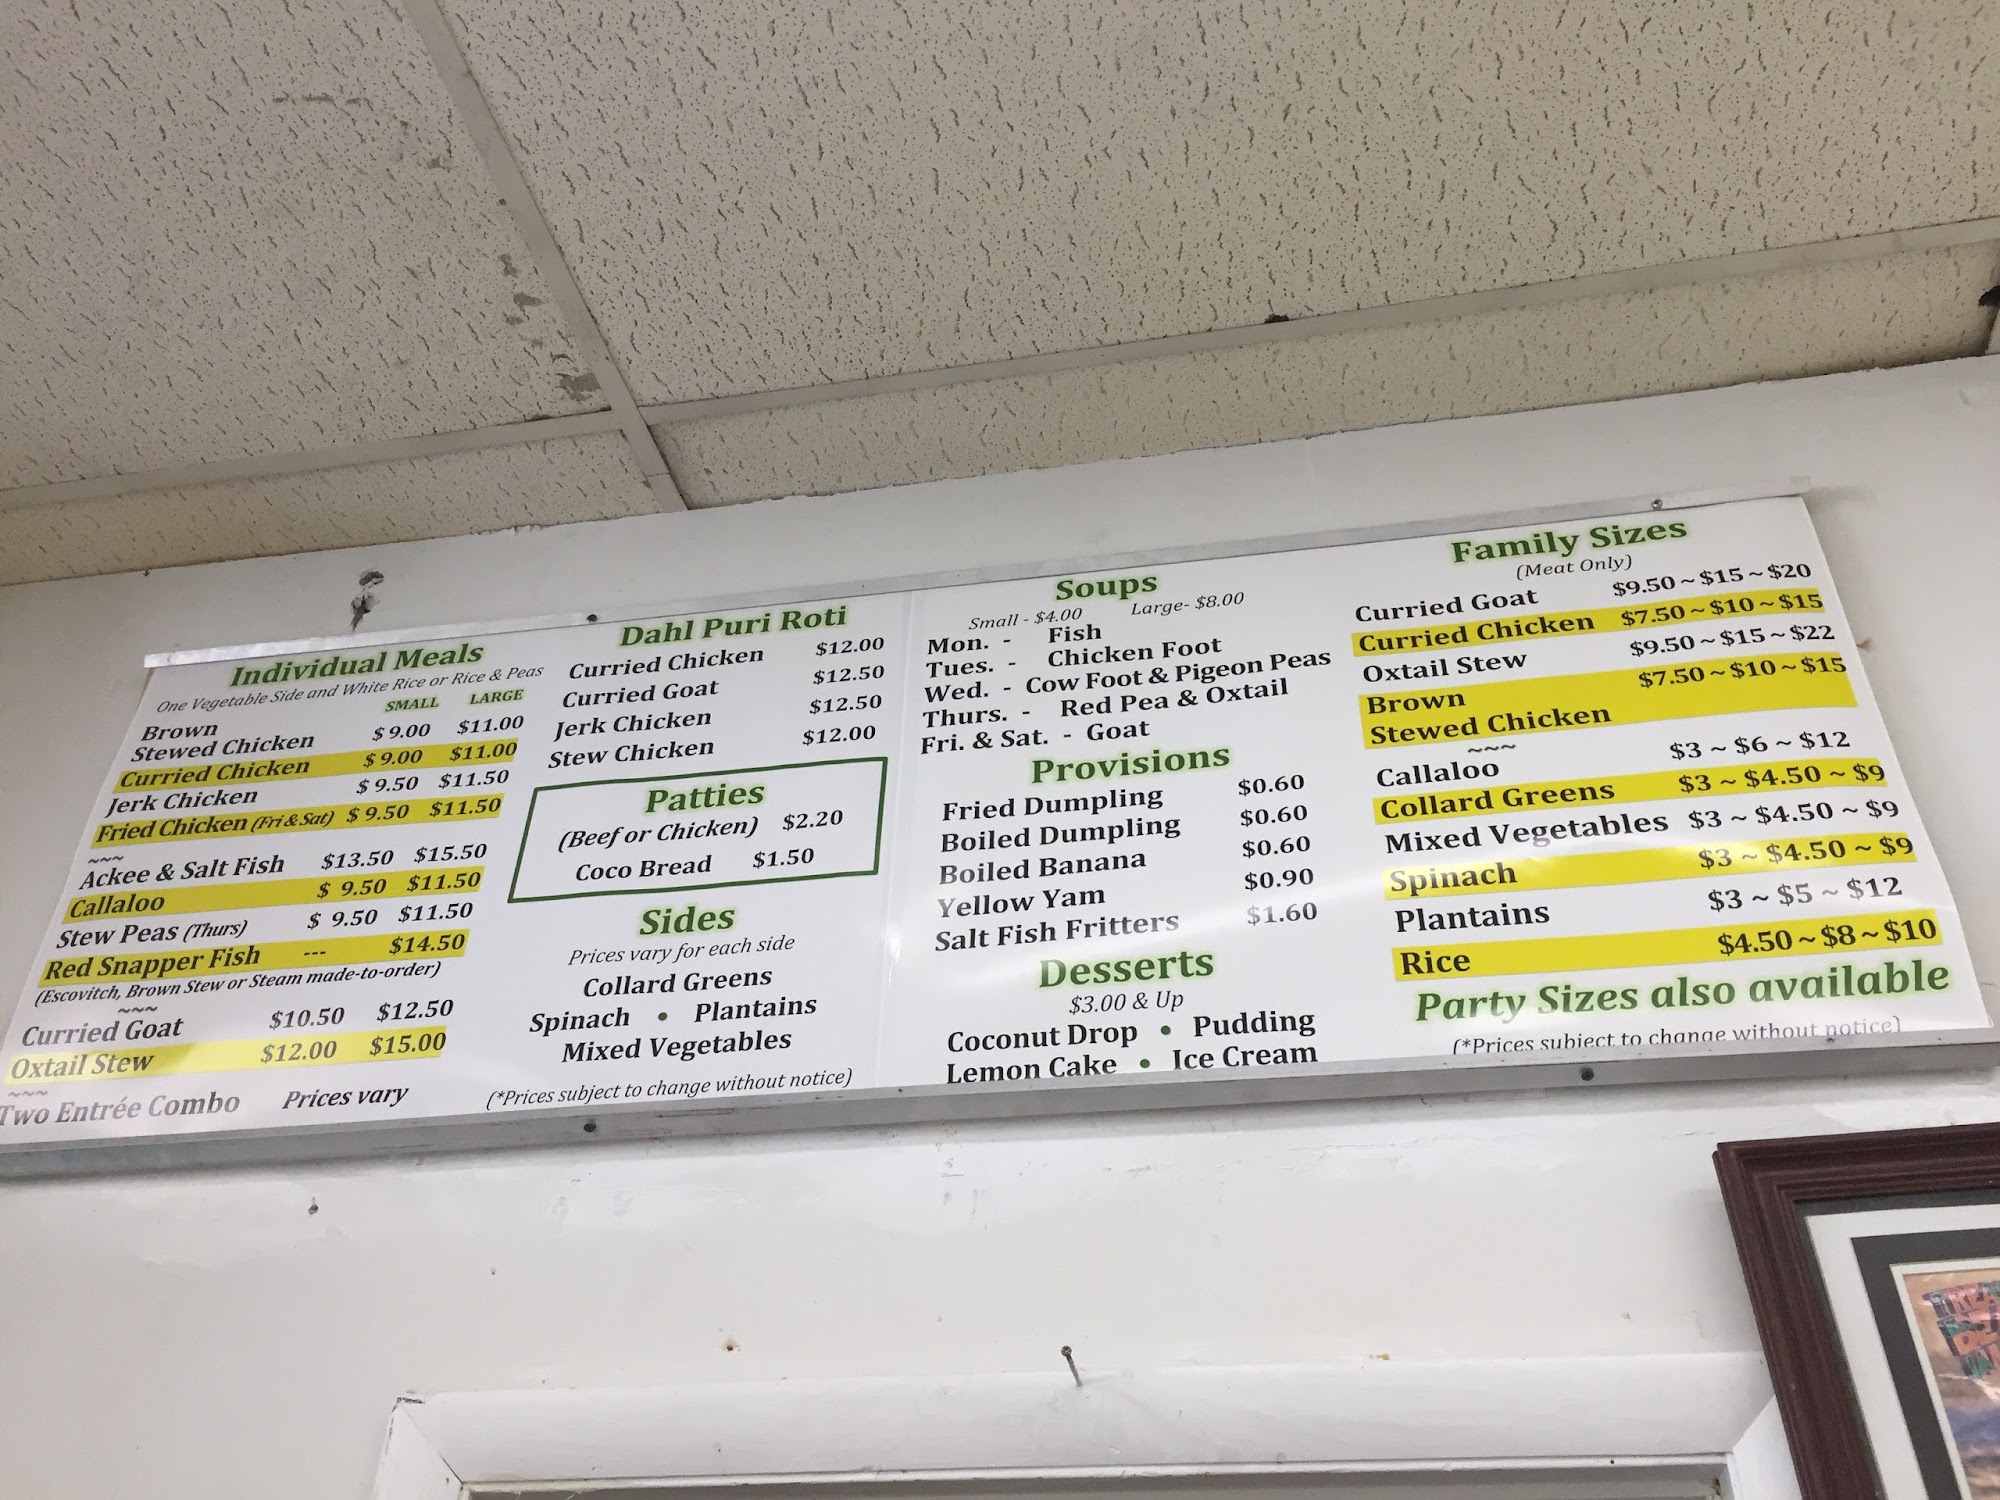 Individual Meals
One Vegetable Side and White Rice or Rice & Peas
SMALL LARGE
Brown
Stewed Chicken $ 9.00 $11.00
Curried Chicken $ 9.00 $11.00
Jerk Chicken $ 9.50 $11.50
Fried Chicken (Fri & Sat) $ 9.50 $11.50
~~~
Ackee & Salt Fish $13.50 $15.50
Callaloo $ 9.50 $11.50
Stew Peas (Thurs) $ 9.50 $11.50
Red Snapper Fish --- $14.50
(Escovitch, Brown Stew or Steam made-to-order)
~~~
Curried Goat $10.50 $12.50
Oxtail Stew $12.00 $15.00
~~~
Two Entrée Combo Prices vary
Dahl Puri Roti
Curried Chicken $12.00
Curried Goat $12.50
Jerk Chicken $12.50
Stew Chicken $12.00
Patties
(Beef or Chicken) $2.20
Coco Bread $1.50
Sides
Prices vary for each side
Collard Greens
Spinach • Plantains
Mixed Vegetables
(*Prices subject to change without notice)
Soups
Small - $4.00 Large- $8.00
Mon. - Fish
Tues. - Chicken Foot
Wed. - Cow Foot & Pigeon Peas
Thurs. - Red Pea & Oxtail
Fri. & Sat. - Goat
Provisions
Fried Dumpling $0.60
Boiled Dumpling $0.60
Boiled Banana $0.60
Yellow Yam $0.90
Salt Fish Fritters $1.60
Desserts
$3.00 & Up
Coconut Drop • Pudding
Lemon Cake • Ice Cream
Family Sizes
(Meat Only)
Curried Goat $9.50 ~ $15 ~ $20
Curried Chicken $7.50 ~ $10 ~ $15
Oxtail Stew $9.50 ~ $15 ~ $22
Brown $7.50 ~ $10 ~ $15
Stewed Chicken
~~~
Callaloo $3 ~ $6 ~ $12
Collard Greens $3 ~ $4.50 ~ $9
Mixed Vegetables $3 ~ $4.50 ~ $9
Spinach $3 ~ $4.50 ~ $9
Plantains $3 ~ $5 ~ $12
Rice $4.50 ~ $8 ~ $10
Party Sizes also available
(*Prices subject to change without notice)